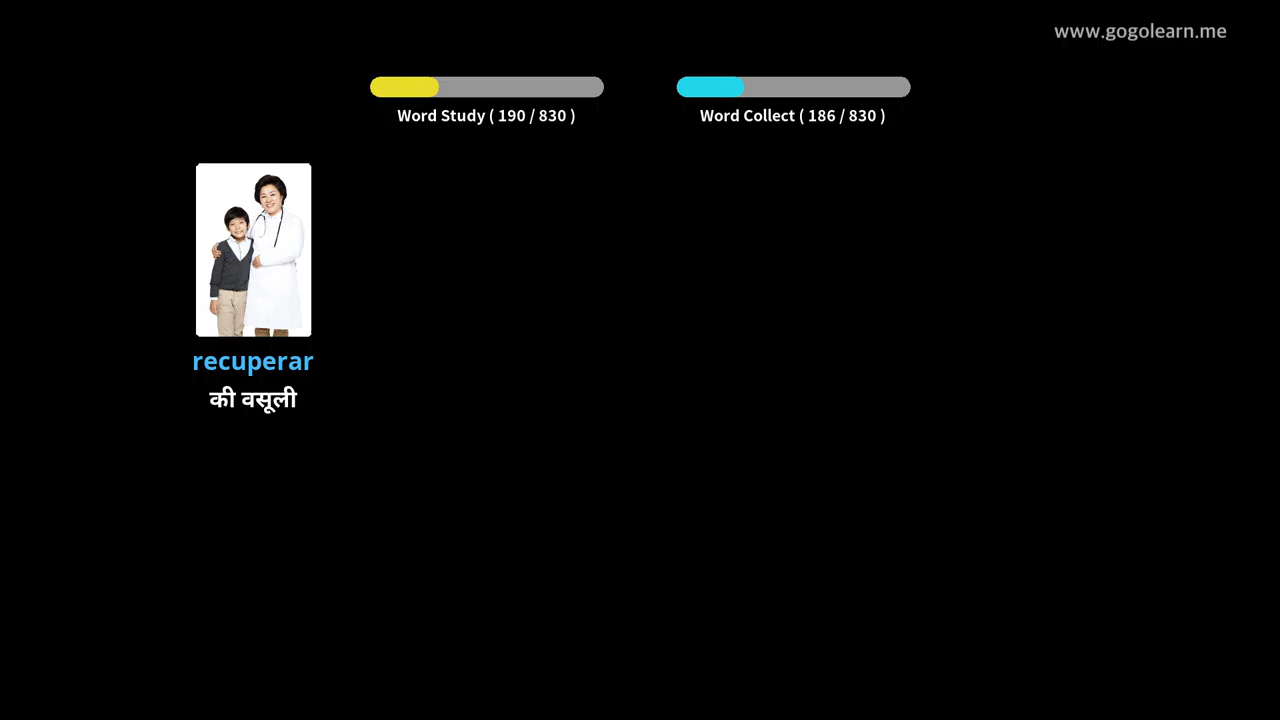 www.gogolearn.me
Word Study ( 190 / 830 )
Word Collect ( 186 / 830 )
recuperar
की वसूली